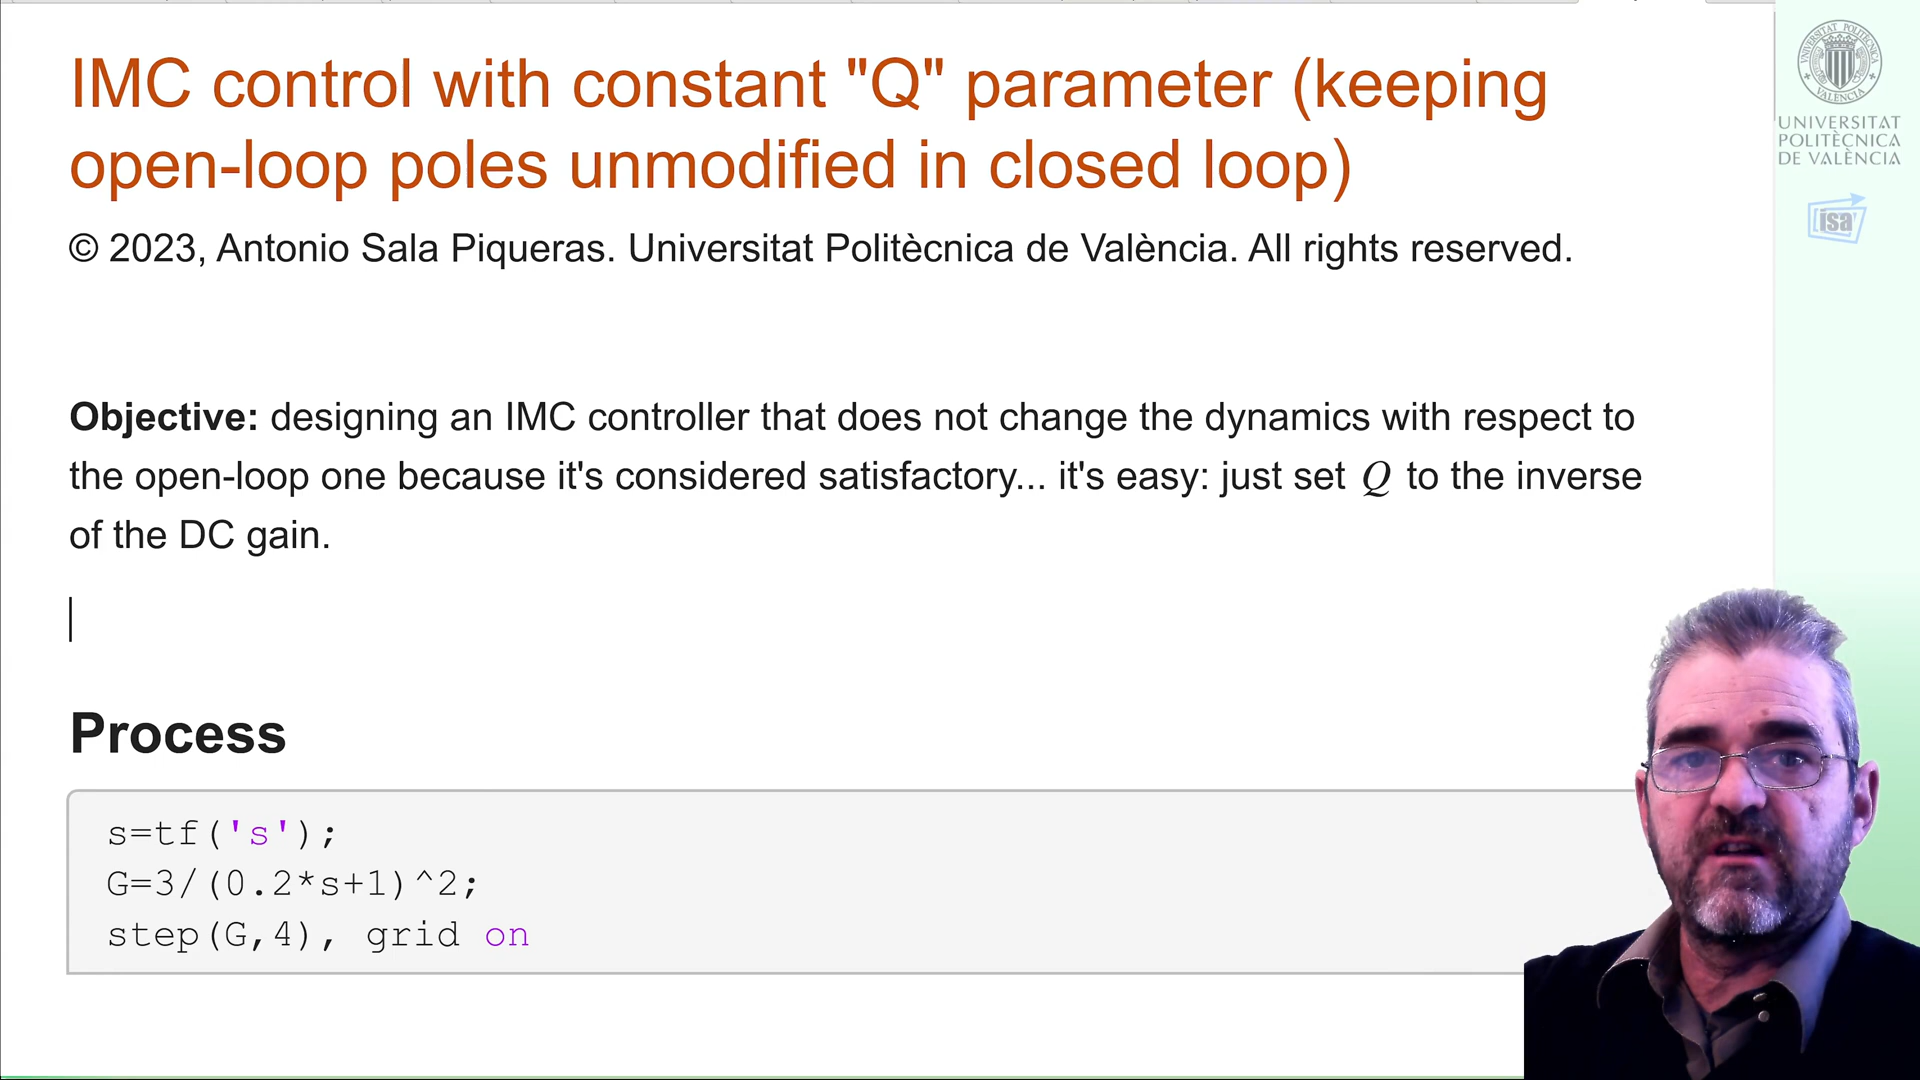 IMC control with constant "Q" parameter (keeping
open-loop poles unmodified in closed loop)
© 2023, Antonio Sala Piqueras. Universitat Politècnica de València. All rights reserved.
UNIVERSITAT
POLITÈCNICA
DE VALÈNCIA
isa
Objective: designing an IMC controller that does not change the dynamics with respect to
the open-loop one because it's considered satisfactory... it's easy: just set Q to the inverse
of the DC gain.
Process
s=tf('s');
G=3/(0.2*s+1)^2;
step(G,4), grid on